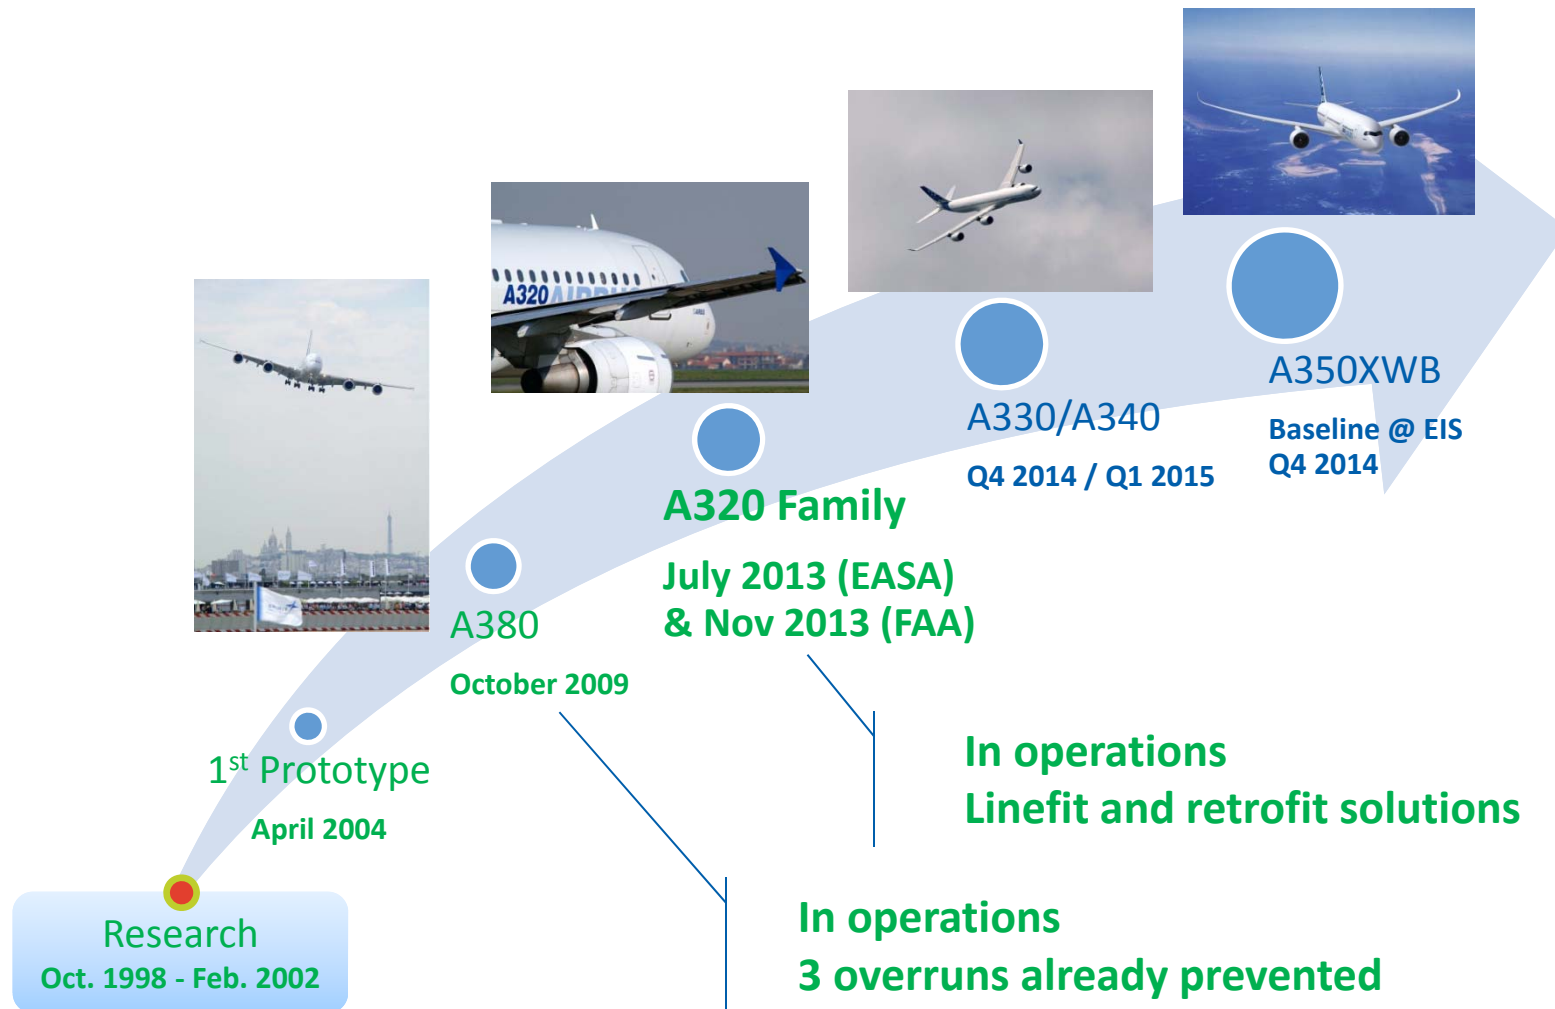 A320 AIRBUS
A350XWB
Baseline @ EIS
Q4 2014
A330/A340
Q4 2014 / Q1 2015
A320 Family
July 2013 (EASA)
& Nov 2013 (FAA)
A380
October 2009
1st Prototype
April 2004
Research
Oct. 1998 - Feb. 2002
In operations
Linefit and retrofit solutions
In operations
3 overruns already prevented